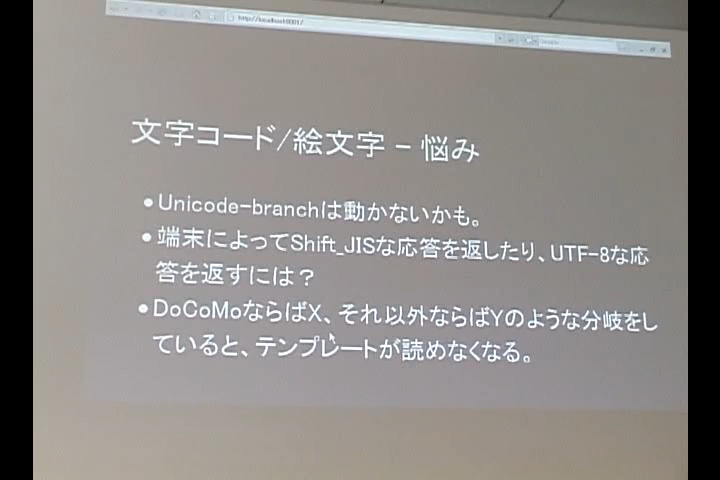 http://localhost:8001/
文字コード/絵文字 – 悩み
•Unicode-branchは動かないかも。
•端末によってShift_JISな応答を返したり、UTF-8な応
答を返すには？
•DoCoMoならばX、それ以外ならばYのような分岐をし
ていると、テンプレートが読めなくなる。